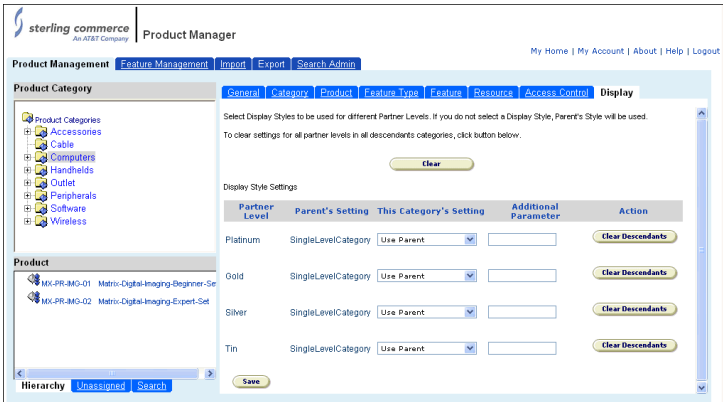 sterling commerce
An AT&T Company
Product Manager
My Home | My Account | About | Help | Logout
Product Management Feature Management Import Export Search Admin
Product Category
Product Categories
Accessories
Cable
Computers
Handhelds
Outlet
Peripherals
Software
Wireless
Product
MX-PR-IMG-01 Matrix-Digital-Imaging-Beginner-Se
MX-PR-IMG-02 Matrix-Digital-Imaging-Expert-Set
Hierarchy Unassigned Search
General Category Product Feature Type Feature Resource Access Control Display
Select Display Styles to be used for different Partner Levels. If you do not select a Display Style, Parent's Style will be used.
To clear settings for all partner levels in all descendants categories, click button below.
Clear
Display Style Settings
Partner Level Parent's Setting This Category's Setting Additional Parameter Action
Platinum SingleLevelCategory Use Parent Clear Descendants
Gold SingleLevelCategory Use Parent Clear Descendants
Silver SingleLevelCategory Use Parent Clear Descendants
Tin SingleLevelCategory Use Parent Clear Descendants
Save